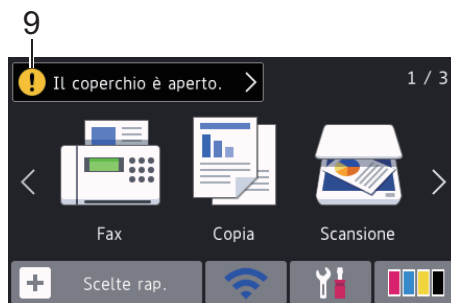 9
Il coperchio è aperto.
1 / 3
Fax Copia Scansione
Scelte rap.